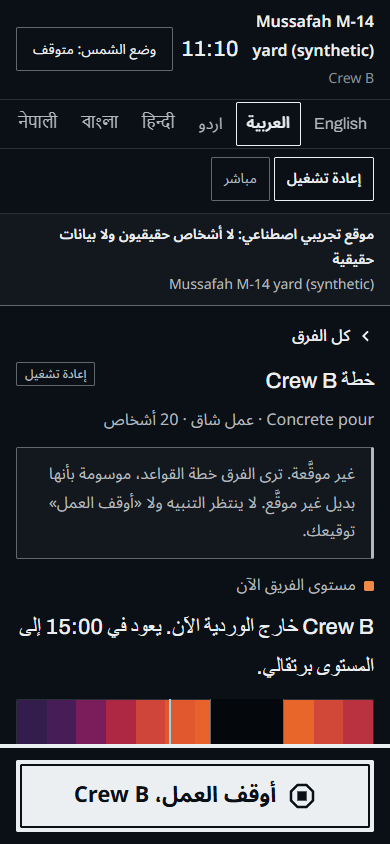 Mussafah M-14
yard (synthetic)
Crew B
11:10
وضع الشمس: متوقف
English
العربية
اردو
हिन्दी
বাংলা
नेपाली
إعادة تشغيل
مباشر
موقع تجريبي اصطناعي: لا أشخاص حقيقيون ولا بيانات
حقيقية
Mussafah M-14 yard (synthetic)
كل الفرق
خطة Crew B
إعادة تشغيل
Concrete pour · عمل شاق · 20 أشخاص
غير موقَّعة. ترى الفرق خطة القواعد، موسومة بأنها
بديل غير موقَّع. لا ينتظر التنبيه ولا «أوقف العمل»
توقيعك.
مستوى الفريق الآن
Crew B خارج الوردية الآن. يعود في 15:00 إلى
المستوى برتقالي.
أوقف العمل، Crew B